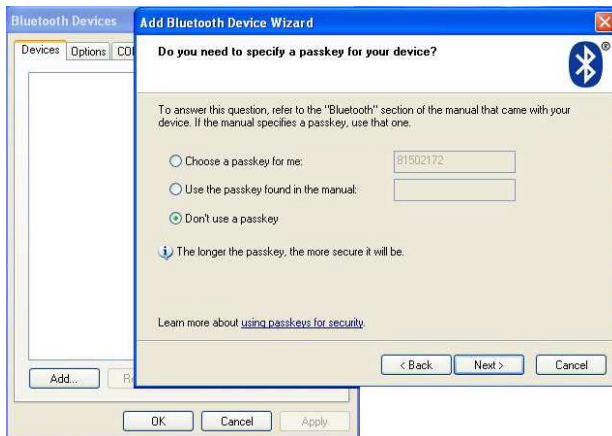 Bluetooth Devices
Devices
Options
Add Bluetooth Device Wizard
Do you need to specify a passkey for your device?
®
To answer this question, refer to the "Bluetooth" section of the manual that came with your
device. If the manual specifies a passkey, use that one.
Choose a passkey for me:
81502172
Use the passkey found in the manual:
Don't use a passkey
The longer the passkey, the more secure it will be.
Learn more about using passkeys for security.
< Back
Next >
Cancel
Add...
OK
Cancel
Apply